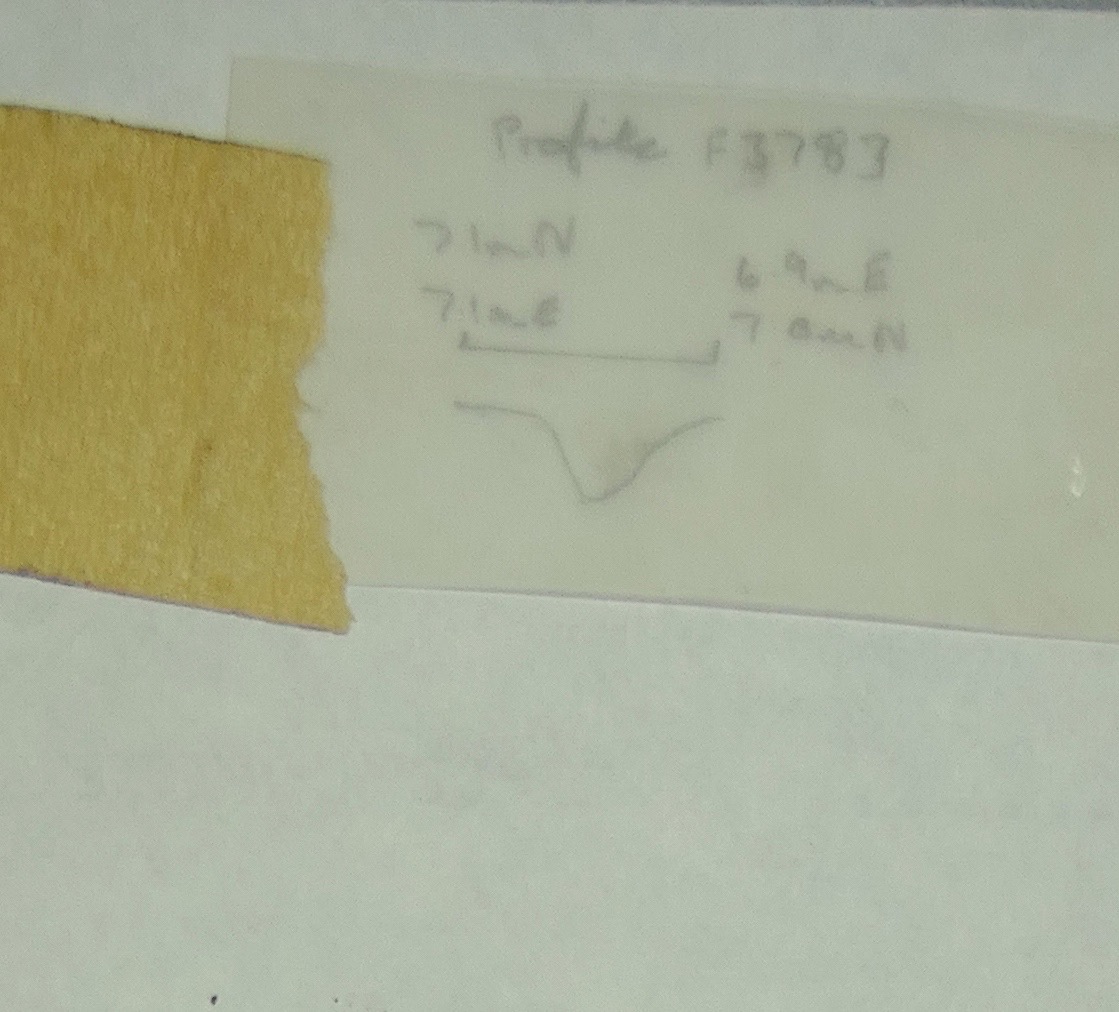 Profile F3783
7.1m N
7.1m E
6.9m E
7.0m N